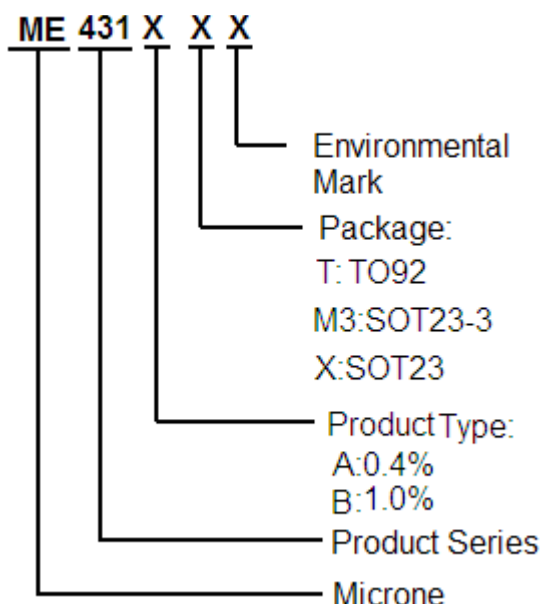 ME 431 X X X
Environmental
Mark
Package:
T: TO92
M3:SOT23-3
X:SOT23
Product Type:
A:0.4%
B:1.0%
Product Series
Microne